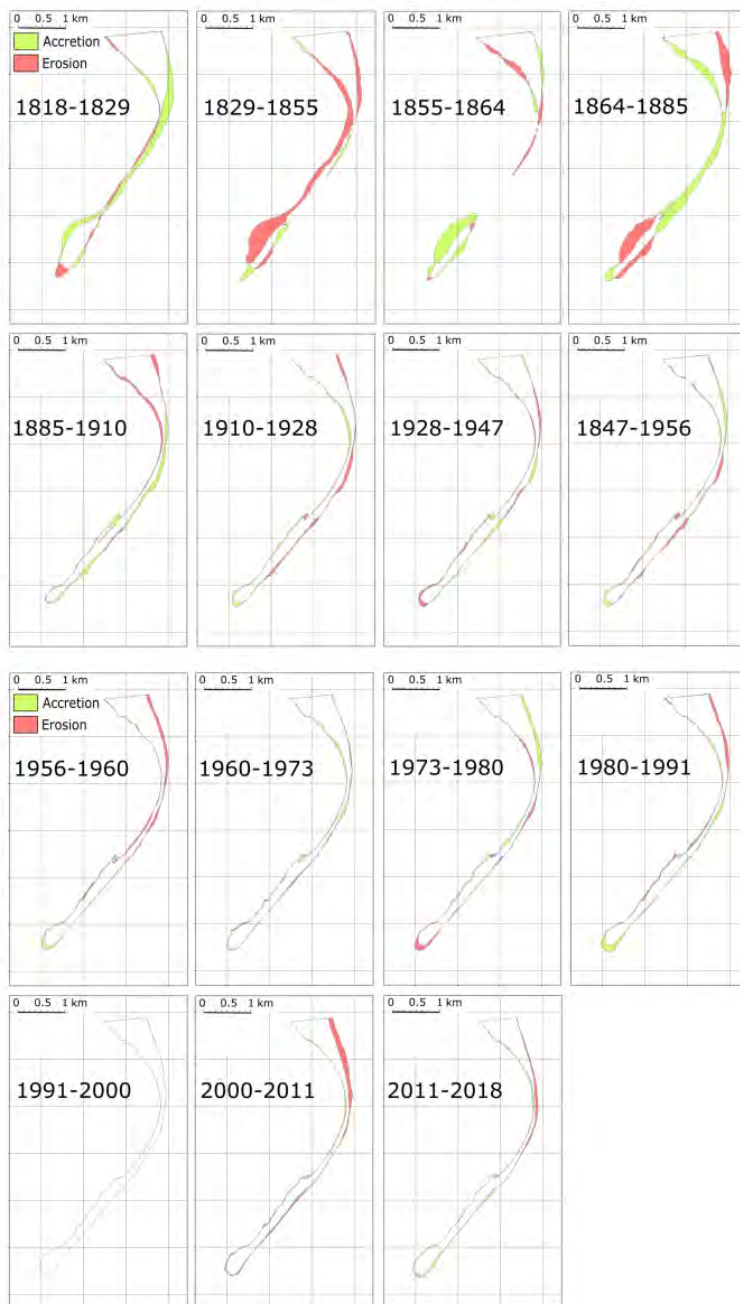 0 0.5 1 km
Accretion
Erosion
1818-1829
0 0.5 1 km
1829-1855
0 0.5 1 km
1855-1864
0 0.5 1 km
1864-1885
0 0.5 1 km
1885-1910
0 0.5 1 km
1910-1928
0 0.5 1 km
1928-1947
0 0.5 1 km
1847-1956
0 0.5 1 km
Accretion
Erosion
1956-1960
0 0.5 1 km
1960-1973
0 0.5 1 km
1973-1980
0 0.5 1 km
1980-1991
0 0.5 1 km
1991-2000
0 0.5 1 km
2000-2011
0 0.5 1 km
2011-2018